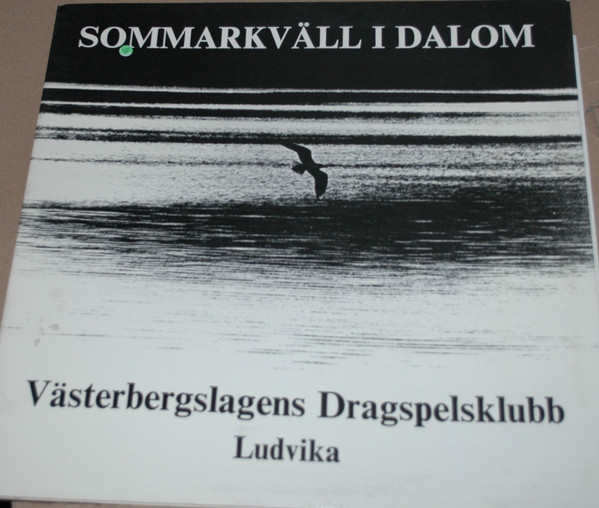 SOMMARKVÄLL I DALOM
Västerbergslagens Dragspelsklubb
Ludvika